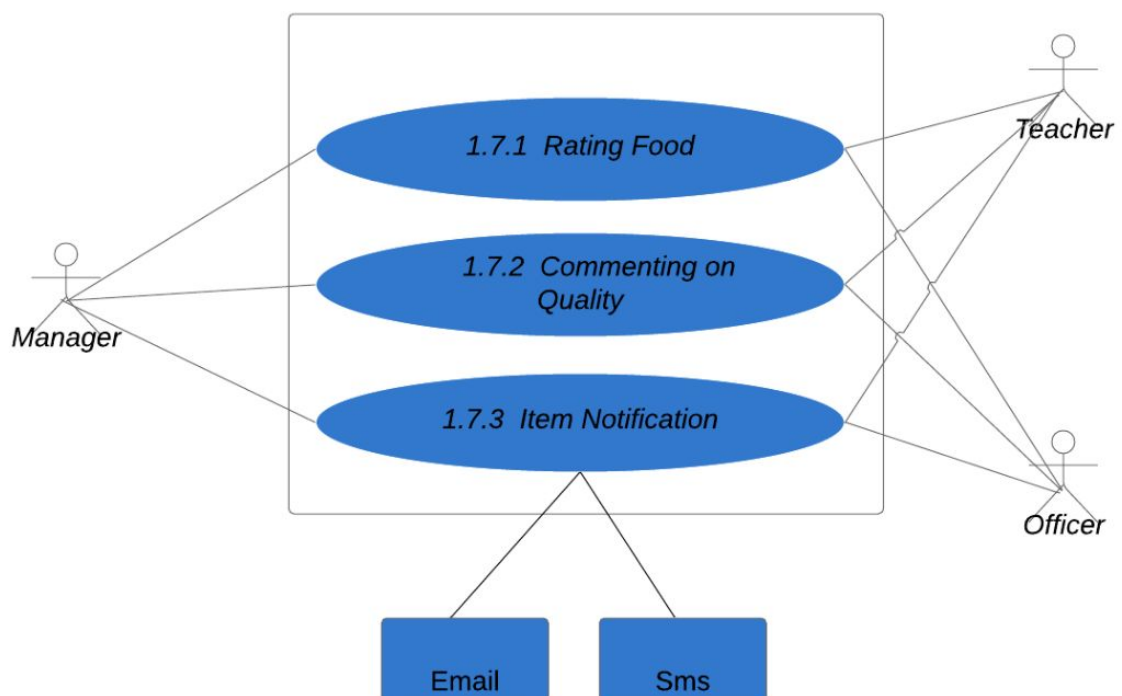 Teacher
1.7.1 Rating Food
1.7.2 Commenting on
Quality
Manager
1.7.3 Item Notification
Officer
Email
Sms